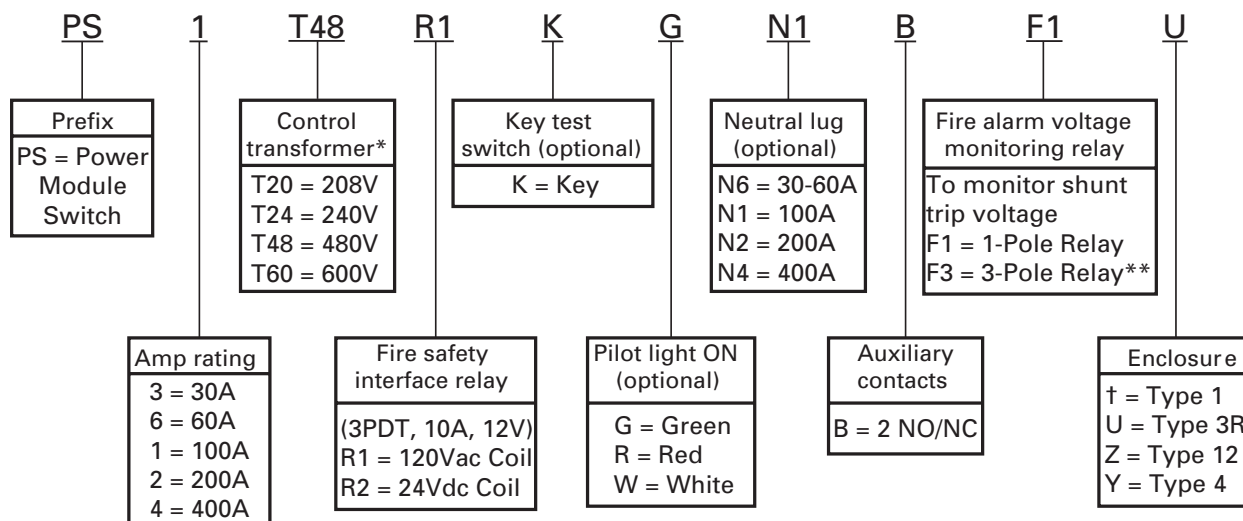 PS 1 T48 R1 K G N1 B F1 U
Prefix
PS = Power
Module
Switch
Control
transformer*
T20 = 208V
T24 = 240V
T48 = 480V
T60 = 600V
Key test
switch (optional)
K = Key
Neutral lug
(optional)
N6 = 30-60A
N1 = 100A
N2 = 200A
N4 = 400A
Fire alarm voltage
monitoring relay
To monitor shunt
trip voltage
F1 = 1-Pole Relay
F3 = 3-Pole Relay**
Amp rating
3 = 30A
6 = 60A
1 = 100A
2 = 200A
4 = 400A
Fire safety
interface relay
(3PDT, 10A, 12V)
R1 = 120Vac Coil
R2 = 24Vdc Coil
Pilot light ON
(optional)
G = Green
R = Red
W = White
Auxiliary
contacts
B = 2 NO/NC
Enclosure
† = Type 1
U = Type 3R
Z = Type 12
Y = Type 4